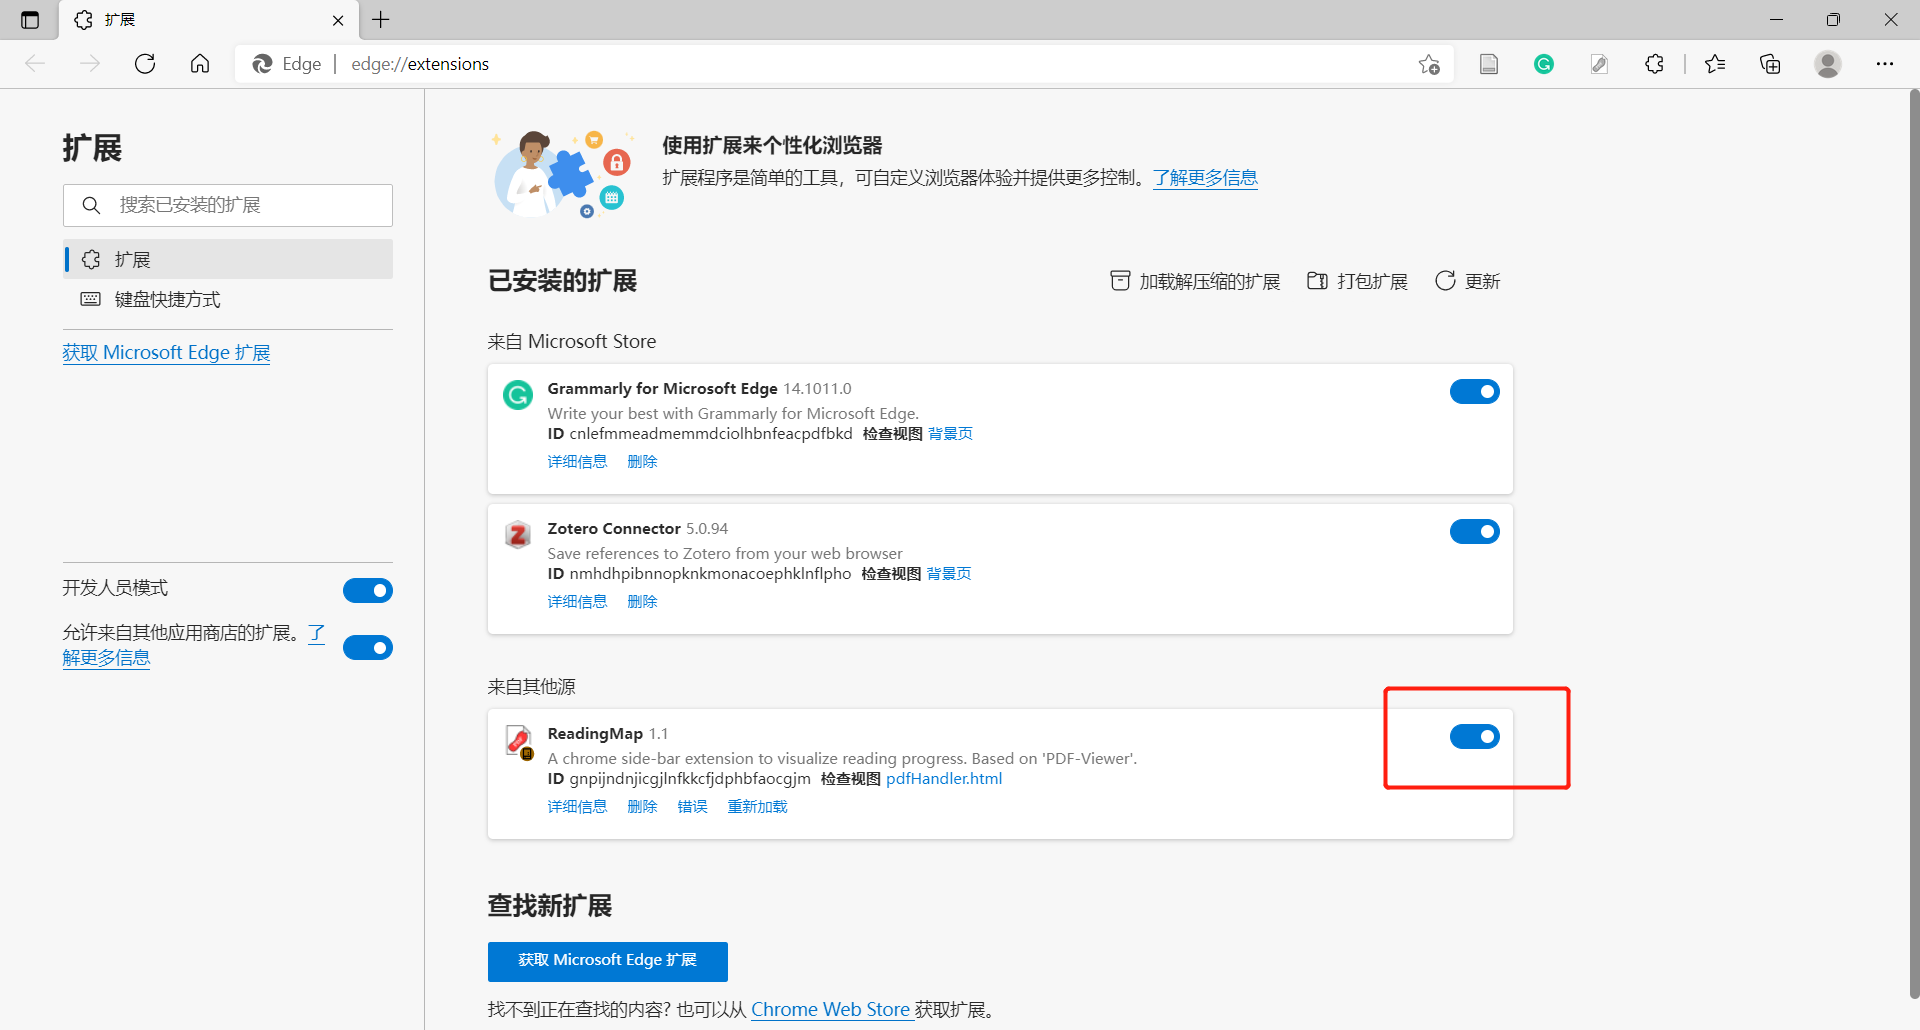 扩展
Edge
edge://extensions
扩展
搜索已安装的扩展
扩展
键盘快捷方式
获取 Microsoft Edge 扩展
开发人员模式
允许来自其他应用商店的扩展。了
解更多信息
使用扩展来个性化浏览器
扩展程序是简单的工具，可自定义浏览器体验并提供更多控制。了解更多信息
已安装的扩展
加载解压缩的扩展
打包扩展
更新
来自 Microsoft Store
Grammarly for Microsoft Edge 14.1011.0
Write your best with Grammarly for Microsoft Edge.
ID cnlefmmeadmemmdciolhbnfeacpdfbkd 检查视图 背景页
详细信息 删除
Zotero Connector 5.0.94
Save references to Zotero from your web browser
ID nmhdhpibnnopknkmonacoephklnflpho 检查视图 背景页
详细信息 删除
来自其他源
ReadingMap 1.1
A chrome side-bar extension to visualize reading progress. Based on 'PDF-Viewer'.
ID gnpijndnjicgjlnfkkcfjdphbfaocgjm 检查视图 pdfHandler.html
详细信息 删除 错误 重新加载
查找新扩展
获取 Microsoft Edge 扩展
找不到正在查找的内容? 也可以从 Chrome Web Store 获取扩展。